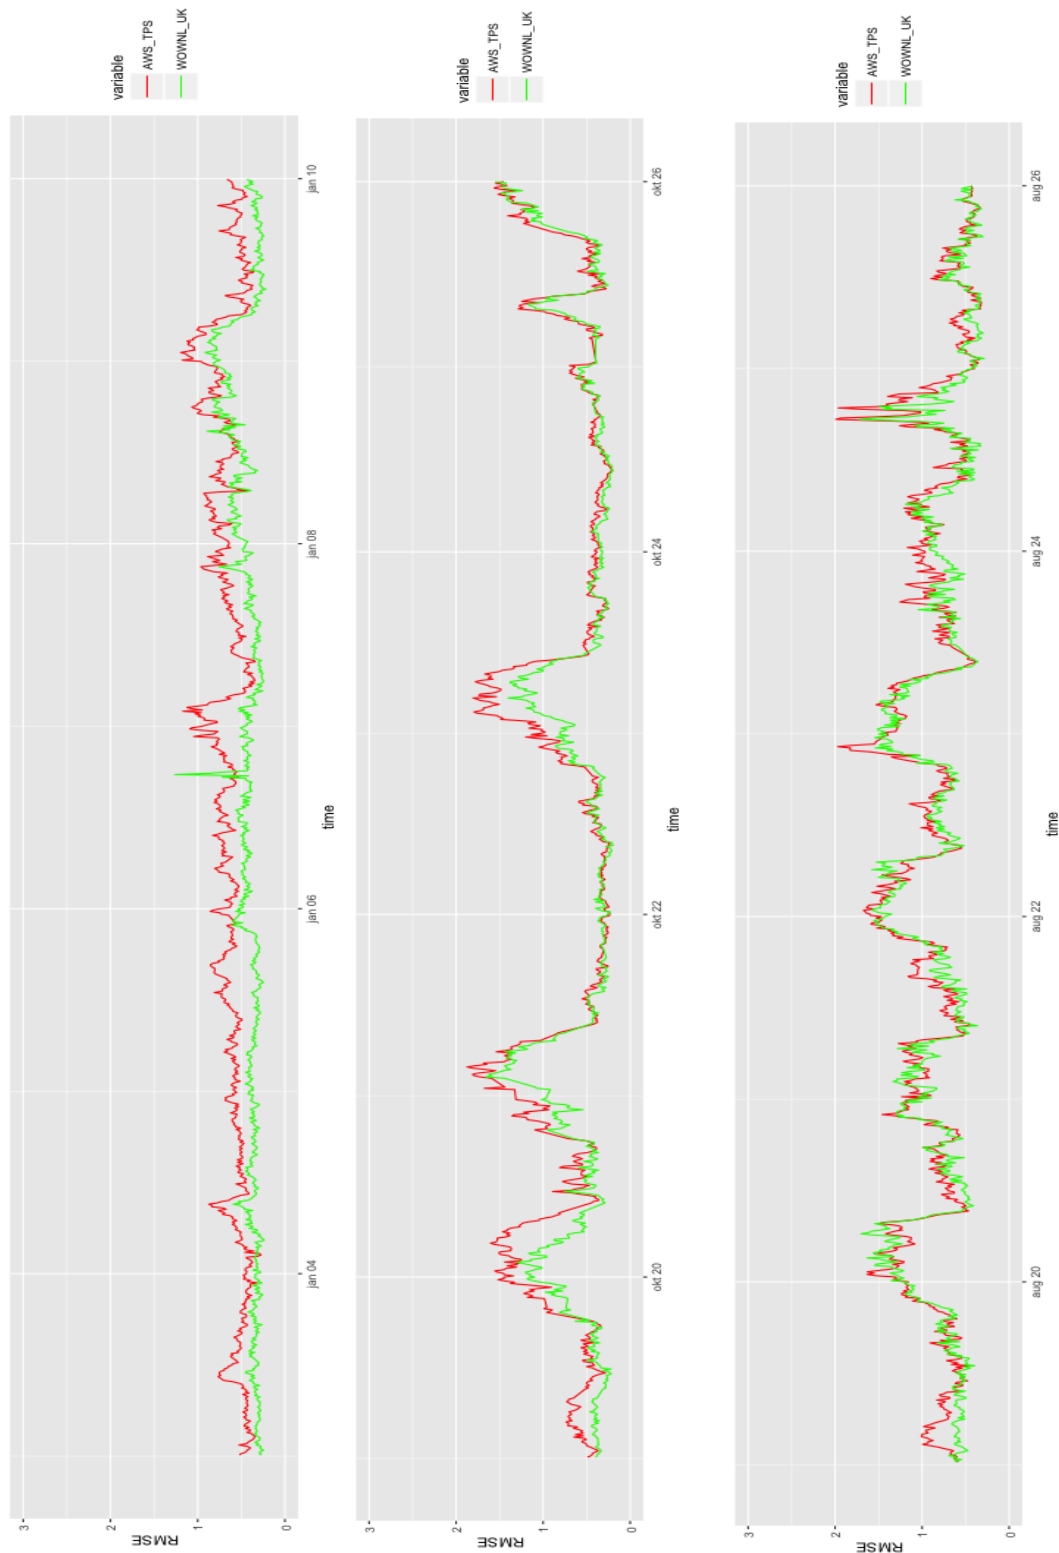 variable
AWS_TPS
WOWNL_UK
RMSE
3
2
1
0
jan 04
jan 06
jan 08
jan 10
time
variable
AWS_TPS
WOWNL_UK
RMSE
3
2
1
0
okt 20
okt 22
okt 24
okt 26
time
variable
AWS_TPS
WOWNL_UK
RMSE
3
2
1
0
aug 20
aug 22
aug 24
aug 26
time